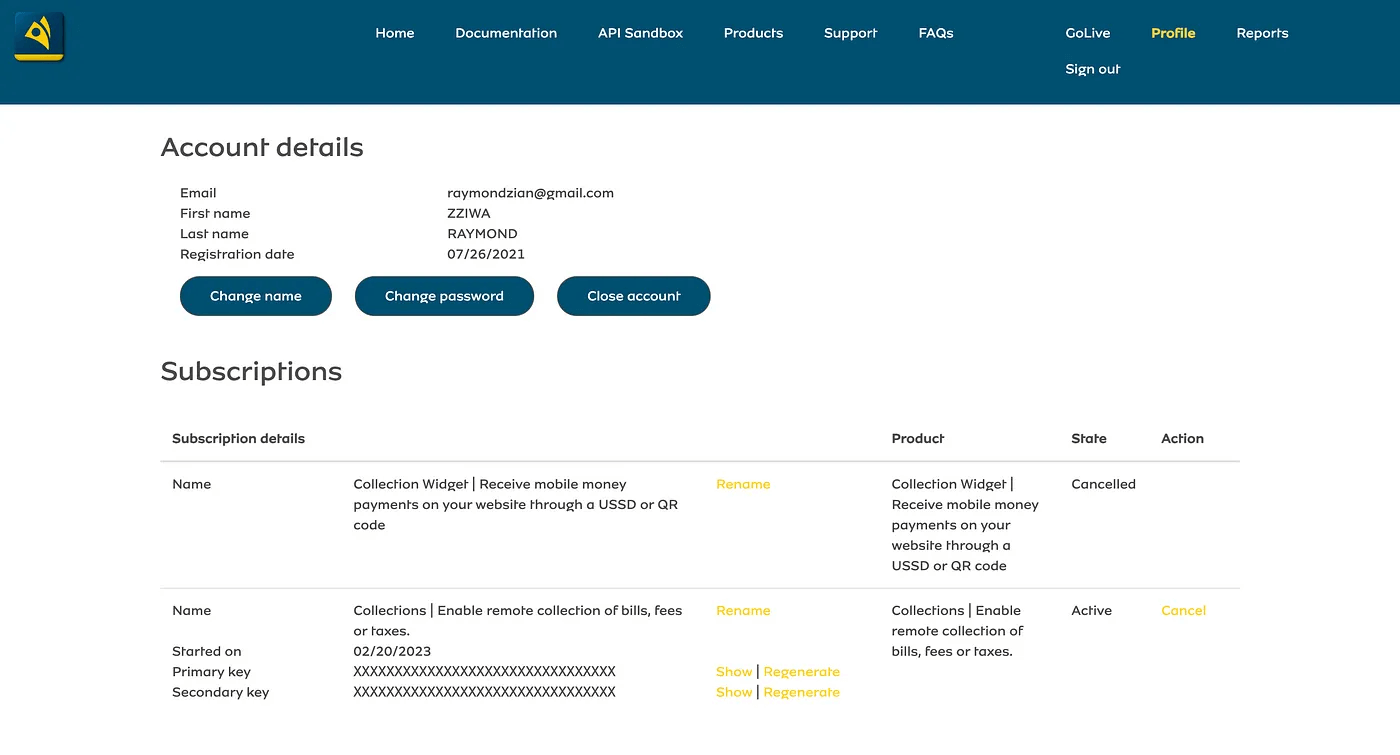 Home Documentation API Sandbox Products Support FAQs GoLive Profile Reports
Sign out
Account details
Email raymondzian@gmail.com
First name ZZIWA
Last name RAYMOND
Registration date 07/26/2021
Change name Change password Close account
Subscriptions
Subscription details Product State Action
Name Collection Widget | Receive mobile money Rename Collection Widget | Cancelled
payments on your website through a USSD or QR Receive mobile money
code payments on your
website through a
USSD or QR code
Name Collections | Enable remote collection of bills, fees Rename Collections | Enable Active Cancel
or taxes. remote collection of
Started on 02/20/2023 bills, fees or taxes.
Primary key XXXXXXXXXXXXXXXXXXXXXXXXXXXXXXXX Show | Regenerate
Secondary key XXXXXXXXXXXXXXXXXXXXXXXXXXXXXXXX Show | Regenerate